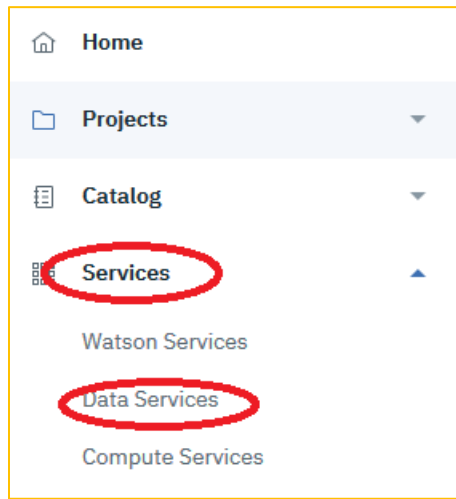 Home
Projects
Catalog
Services
Watson Services
Data Services
Compute Services